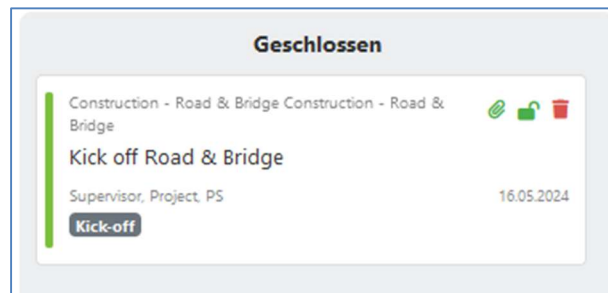 Geschlossen
Construction - Road & Bridge Construction - Road &
Bridge
Kick off Road & Bridge
Supervisor, Project, PS 16.05.2024
Kick-off